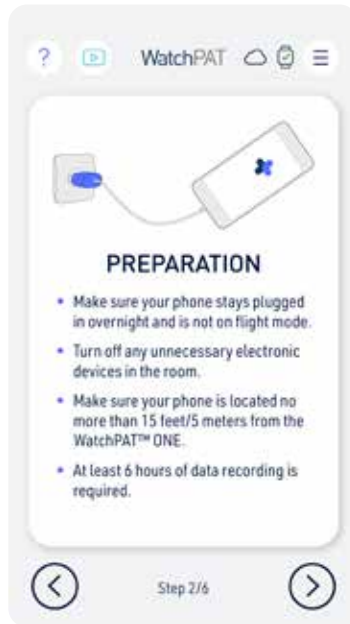 ?
WatchPAT
PREPARATION
• Make sure your phone stays plugged
in overnight and is not on flight mode.
• Turn off any unnecessary electronic
devices in the room.
• Make sure your phone is located no
more than 15 feet/5 meters from the
WatchPAT™ ONE.
• At least 6 hours of data recording is
required.
Step 2/6